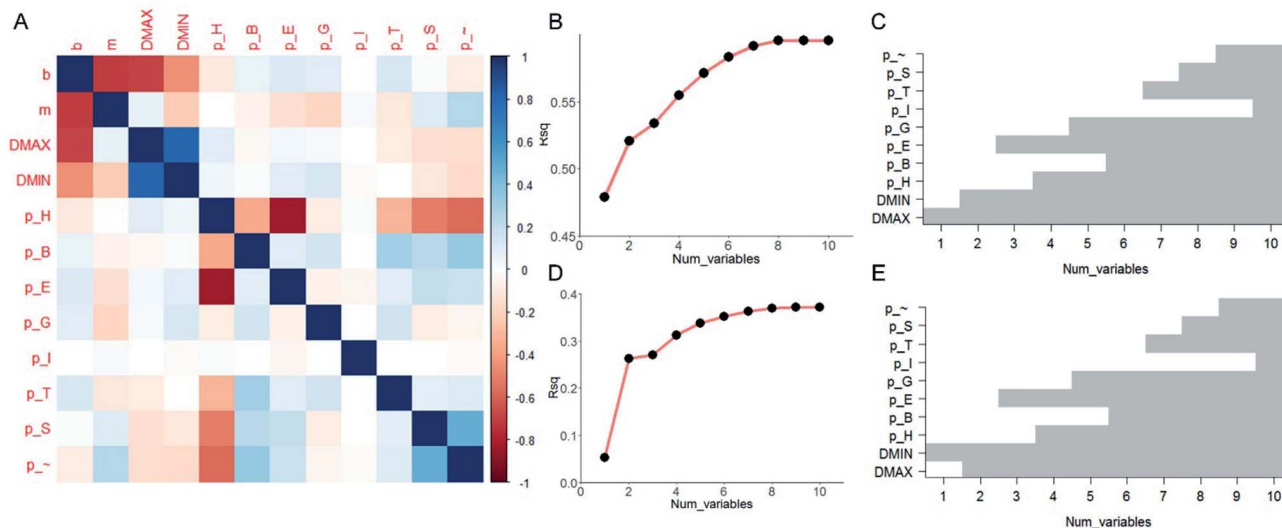 A
b
m
DMAX
DMIN
p_H
p_B
p_E
p_G
p_I
p_T
p_S
p_~
b
m
DMAX
DMIN
p_H
p_B
p_E
p_G
p_I
p_T
p_S
p_~
1
0.8
0.6
0.4
0.2
0
-0.2
-0.4
-0.6
-0.8
-1
B
Rsq
0.55
0.50
0.45
0 2 4 6 8 10
Num_variables
C
p_~
p_S
p_T
p_I
p_G
p_E
p_B
p_H
DMIN
DMAX
1 2 3 4 5 6 7 8 9 10
Num_variables
D
Rsq
0.4
0.3
0.2
0.1
0.0
0 2 4 6 8 10
Num_variables
E
p_~
p_S
p_T
p_I
p_G
p_E
p_B
p_H
DMIN
DMAX
1 2 3 4 5 6 7 8 9 10
Num_variables